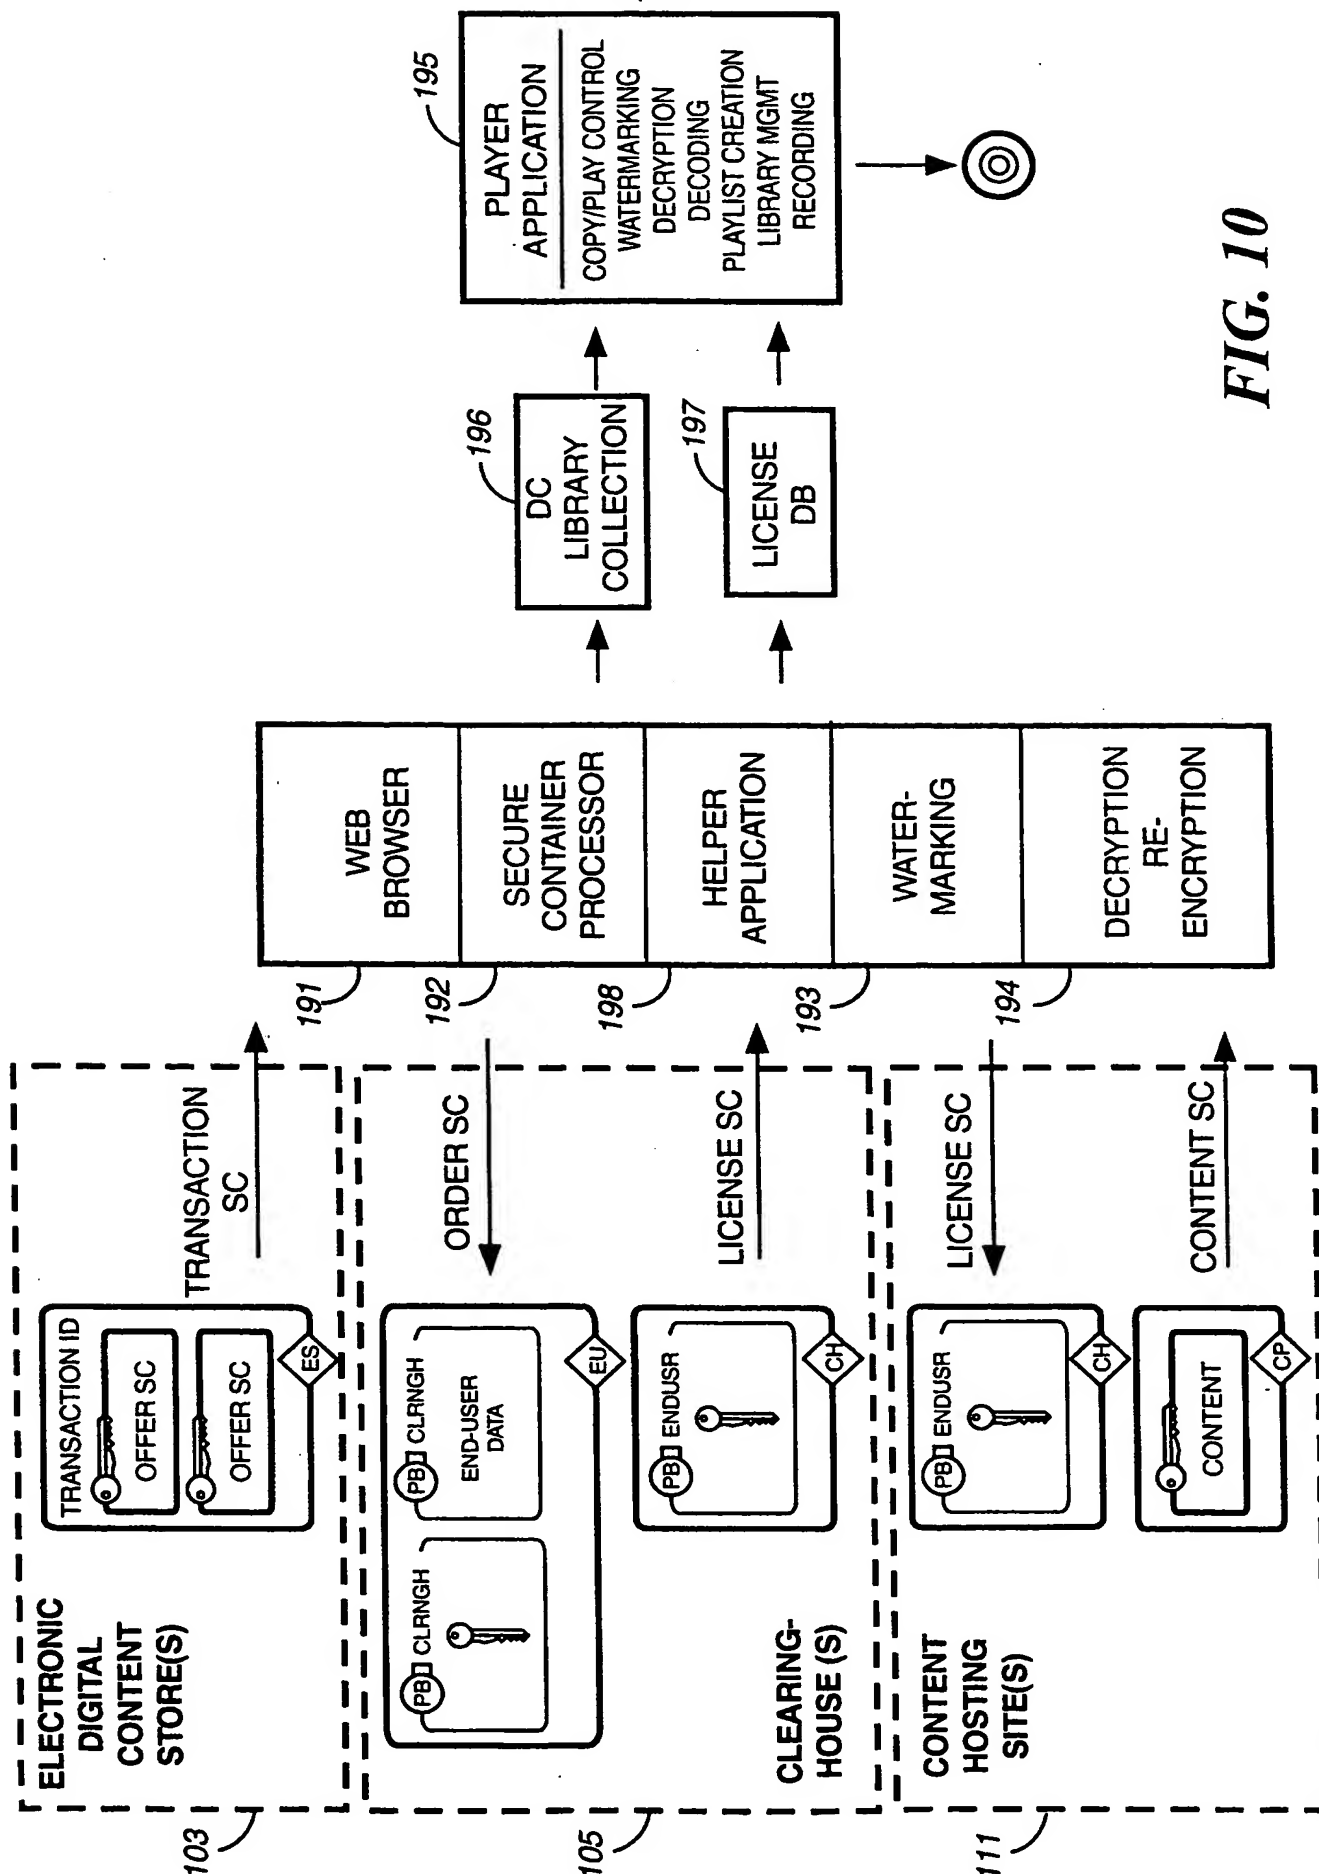 ELECTRONIC
DIGITAL
CONTENT
STORE(S)
103
TRANSACTION ID
OFFER SC
OFFER SC
ES
TRANSACTION
SC
CLEARING-
HOUSE (S)
105
PB CLRNGH
PB CLRNGH
END-USER
DATA
EU
ORDER SC
PB ENDUSR
CH
LICENSE SC
CONTENT
HOSTING
SITE(S)
111
PB ENDUSR
CH
LICENSE SC
CONTENT
CP
CONTENT SC
191
WEB
BROWSER
192
SECURE
CONTAINER
PROCESSOR
198
HELPER
APPLICATION
193
WATER-
MARKING
194
DECRYPTION
RE-
ENCRYPTION
196
DC
LIBRARY
COLLECTION
197
LICENSE
DB
195
PLAYER
APPLICATION
COPY/PLAY CONTROL
WATERMARKING
DECRYPTION
DECODING
PLAYLIST CREATION
LIBRARY MGMT
RECORDING
FIG. 10